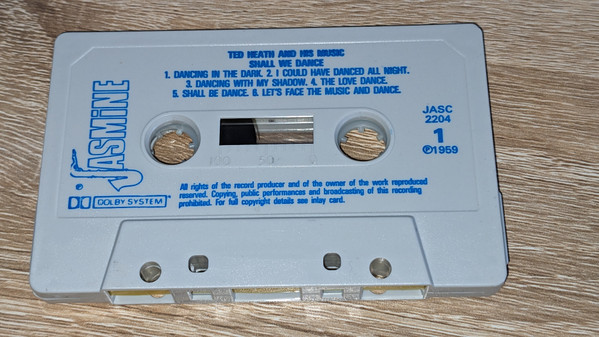 TED HEATH AND HIS MUSIC
SHALL WE DANCE
1. DANCING IN THE DARK. 2. I COULD HAVE DANCED ALL NIGHT.
3. DANCING WITH MY SHADOW. 4. THE LOVE DANCE.
5. SHALL BE DANCE. 6. LET'S FACE THE MUSIC AND DANCE.
JASMiNE
JASC
2204
1
℗1959
DOLBY SYSTEM
All rights of the record producer and of the owner of the work reproduced
reserved. Copying, public performances and broadcasting of this recording
prohibited. For full copyright details see inlay card.